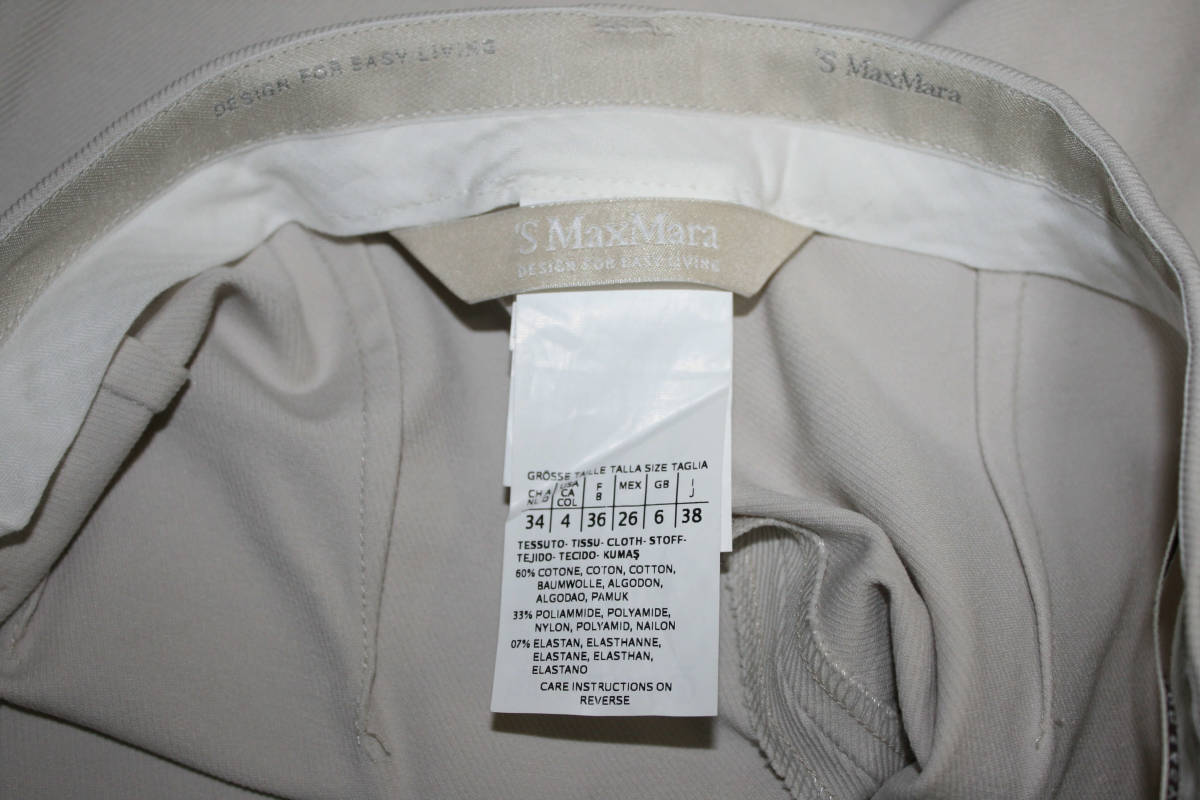 DESIGN FOR EASY LIVING
'S MaxMara
'S MaxMara
DESIGN FOR EASY LIVING
GRÖSSE TAILLE TALLA SIZE TAGLIA
CH A NL D USA CA COL F B MEX GB I J
34 4 36 26 6 38
TESSUTO- TISSU- CLOTH- STOFF-
TEJIDO- TECIDO- KUMAŞ
60% COTONE, COTON, COTTON,
BAUMWOLLE, ALGODON,
ALGODAO, PAMUK
33% POLIAMMIDE, POLYAMIDE,
NYLON, POLYAMID, NAILON
07% ELASTAN, ELASTHANNE,
ELASTANE, ELASTHAN,
ELASTANO
CARE INSTRUCTIONS ON
REVERSE